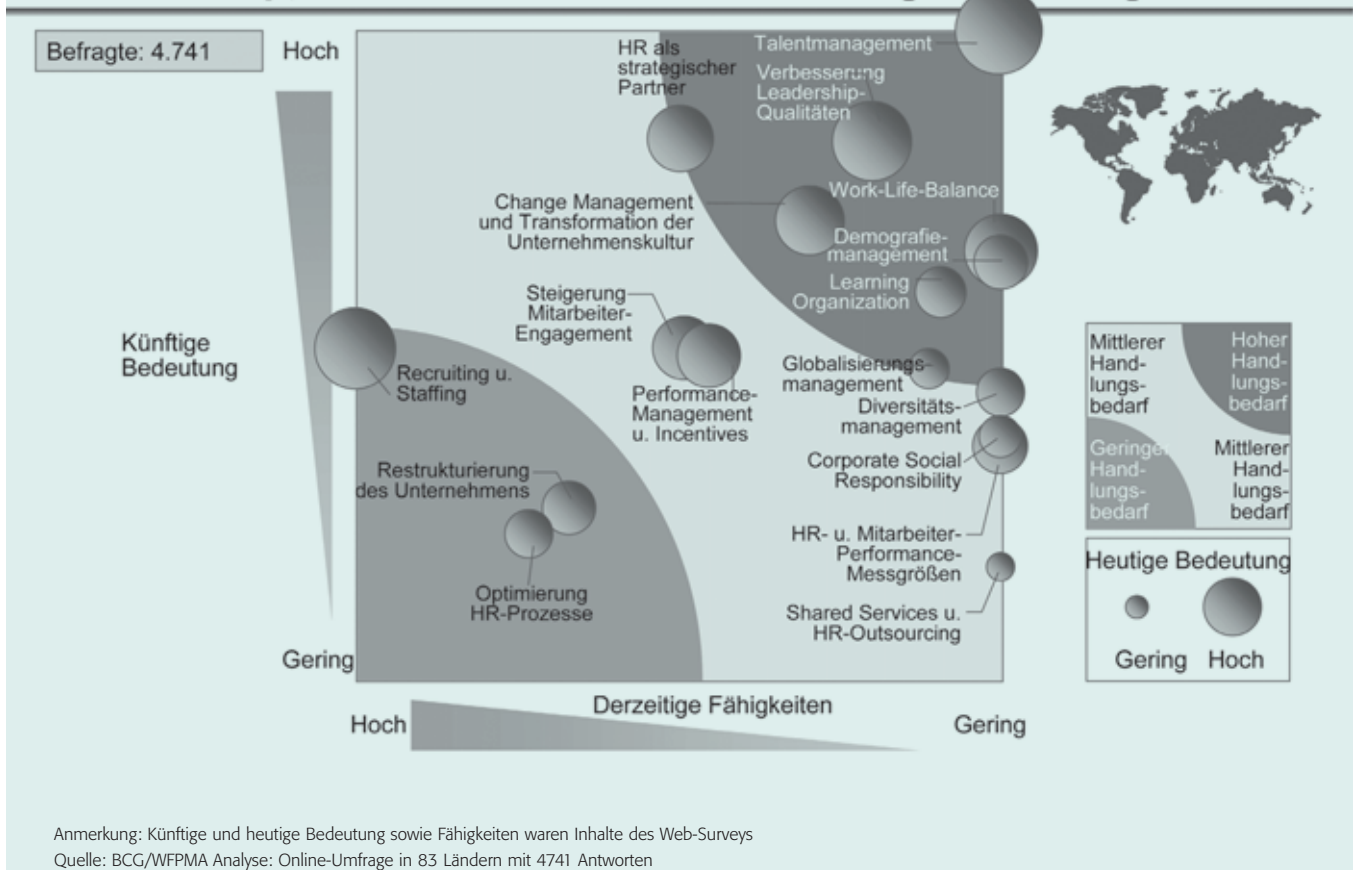 Befragte: 4.741
Hoch
HR als
strategischer
Partner
Talentmanagement
Verbesserung
Leadership-
Qualitäten
Work-Life-Balance
Change Management
und Transformation der
Unternehmenskultur
Demografie-
management
Learning
Organization
Steigerung
Mitarbeiter-
Engagement
Künftige
Bedeutung
Recruiting u.
Staffing
Performance-
Management
u. Incentives
Globalisierungs-
management
Diversitäts-
management
Corporate Social
Responsibility
Restrukturierung
des Unternehmens
HR- u. Mitarbeiter-
Performance-
Messgrößen
Optimierung
HR-Prozesse
Shared Services u.
HR-Outsourcing
Gering
Hoch
Derzeitige Fähigkeiten
Gering
Mittlerer
Hand-
lungs-
bedarf
Hoher
Hand-
lungs-
bedarf
Geringer
Hand-
lungs-
bedarf
Mittlerer
Hand-
lungs-
bedarf
Heutige Bedeutung
Gering Hoch
Anmerkung: Künftige und heutige Bedeutung sowie Fähigkeiten waren Inhalte des Web-Surveys
Quelle: BCG/WFPMA Analyse: Online-Umfrage in 83 Ländern mit 4741 Antworten